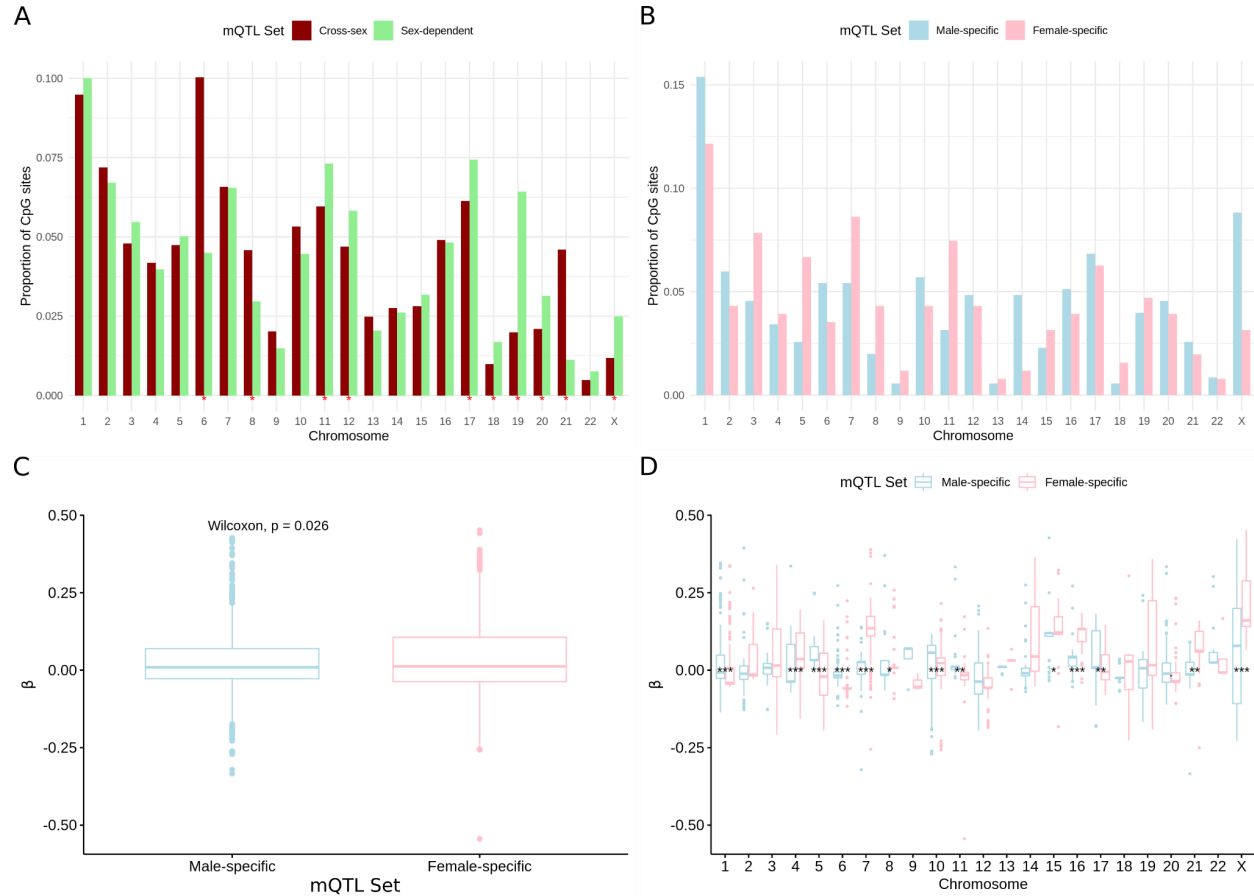 A
mQTL Set Cross-sex Sex-dependent
Proportion of CpG sites
0.100
0.075
0.050
0.025
0.000
* * * * * * * * * *
1 2 3 4 5 6 7 8 9 10 11 12 13 14 15 16 17 18 19 20 21 22 X
Chromosome
B
mQTL Set Male-specific Female-specific
Proportion of CpG sites
0.15
0.10
0.05
0.00
1 2 3 4 5 6 7 8 9 10 11 12 13 14 15 16 17 18 19 20 21 22 X
Chromosome
C
β
0.50
0.25
0.00
-0.25
-0.50
Wilcoxon, p = 0.026
Male-specific Female-specific
mQTL Set
D
mQTL Set Male-specific Female-specific
β
0.50
0.25
0.00
-0.25
-0.50
*** *** *** *** *** * *** ** * *** ** ** ***
1 2 3 4 5 6 7 8 9 10 11 12 13 14 15 16 17 18 19 20 21 22 X
Chromosome